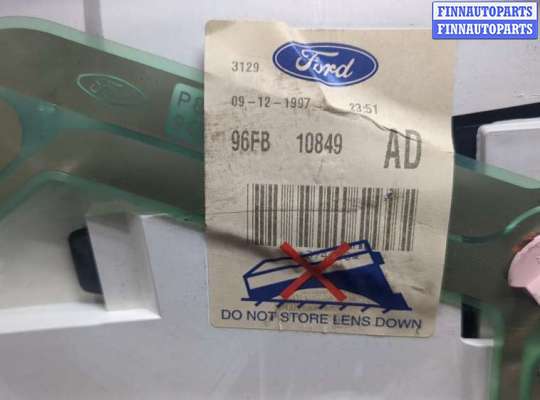 FINNAUTOPARTS
FINNAUTOPARTS
Ford
3129
09-12-1997 23:51
96FB 10849 AD
DO NOT STORE LENS DOWN